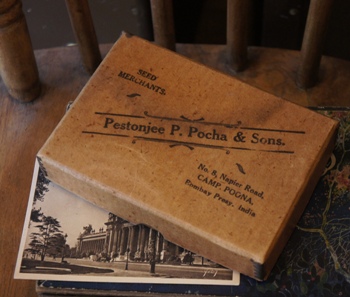 SEED
MERCHANTS.
Pestonjee P. Pocha & Sons.
No. 8, Napier Road,
CAMP POONA,
Bombay Presy. India